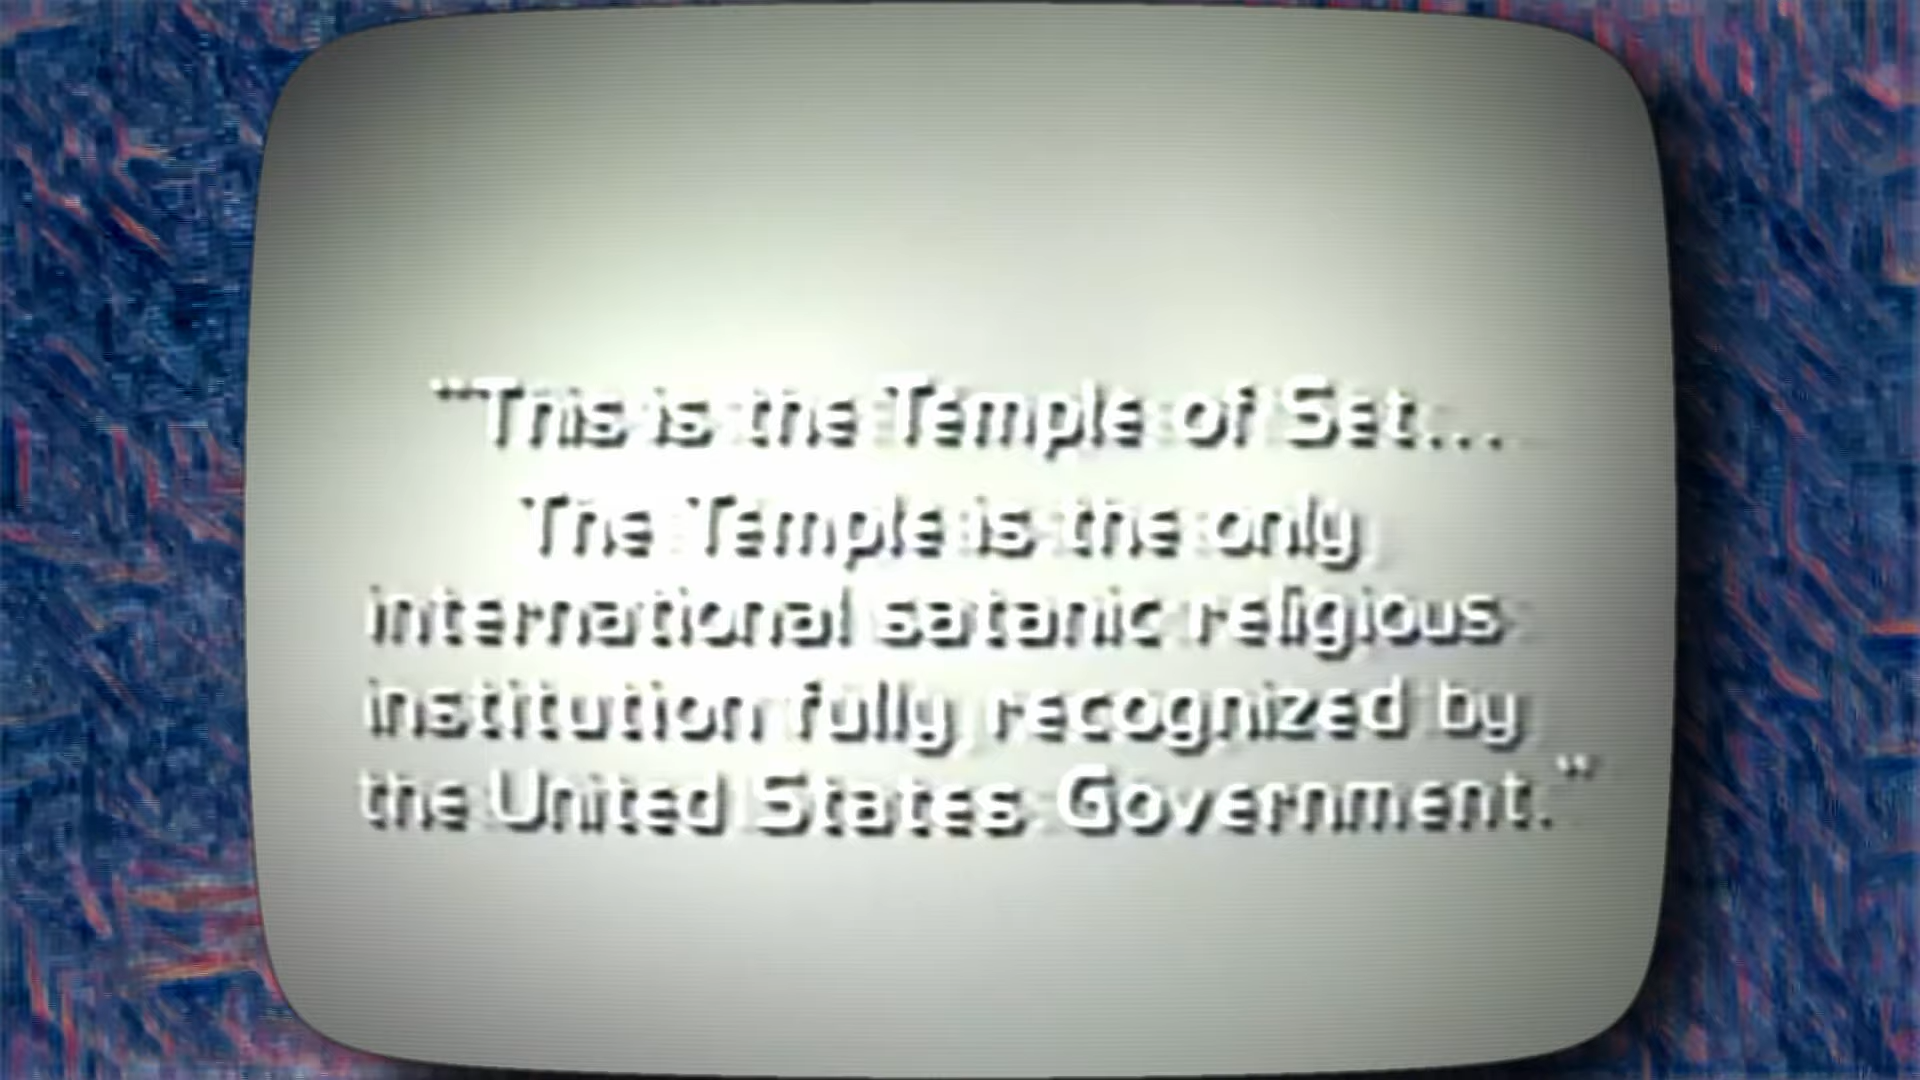 "This is the Temple of Set...
The Temple is the only
international satanic religious
institution fully recognized by
the United States Government."